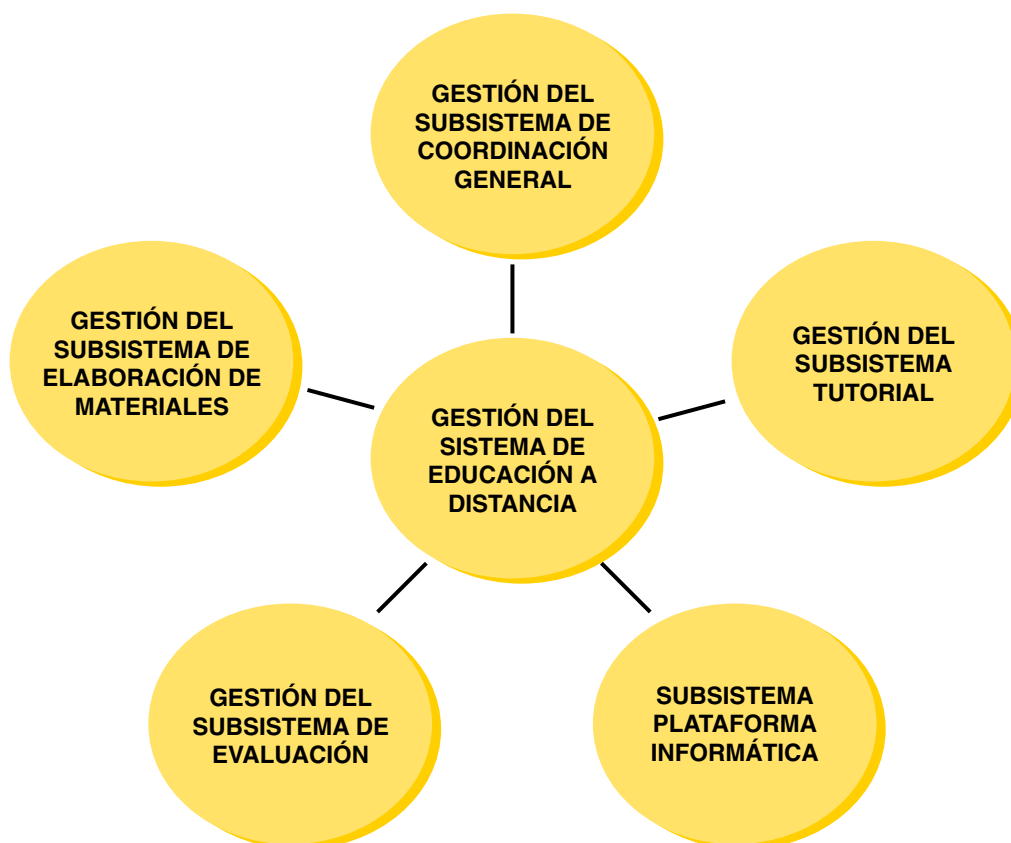 GESTIÓN DEL
SUBSISTEMA DE
COORDINACIÓN
GENERAL
GESTIÓN DEL
SUBSISTEMA DE
ELABORACIÓN DE
MATERIALES
GESTIÓN DEL
SUBSISTEMA
TUTORIAL
GESTIÓN DEL
SISTEMA DE
EDUCACIÓN A
DISTANCIA
GESTIÓN DEL
SUBSISTEMA DE
EVALUACIÓN
SUBSISTEMA
PLATAFORMA
INFORMÁTICA